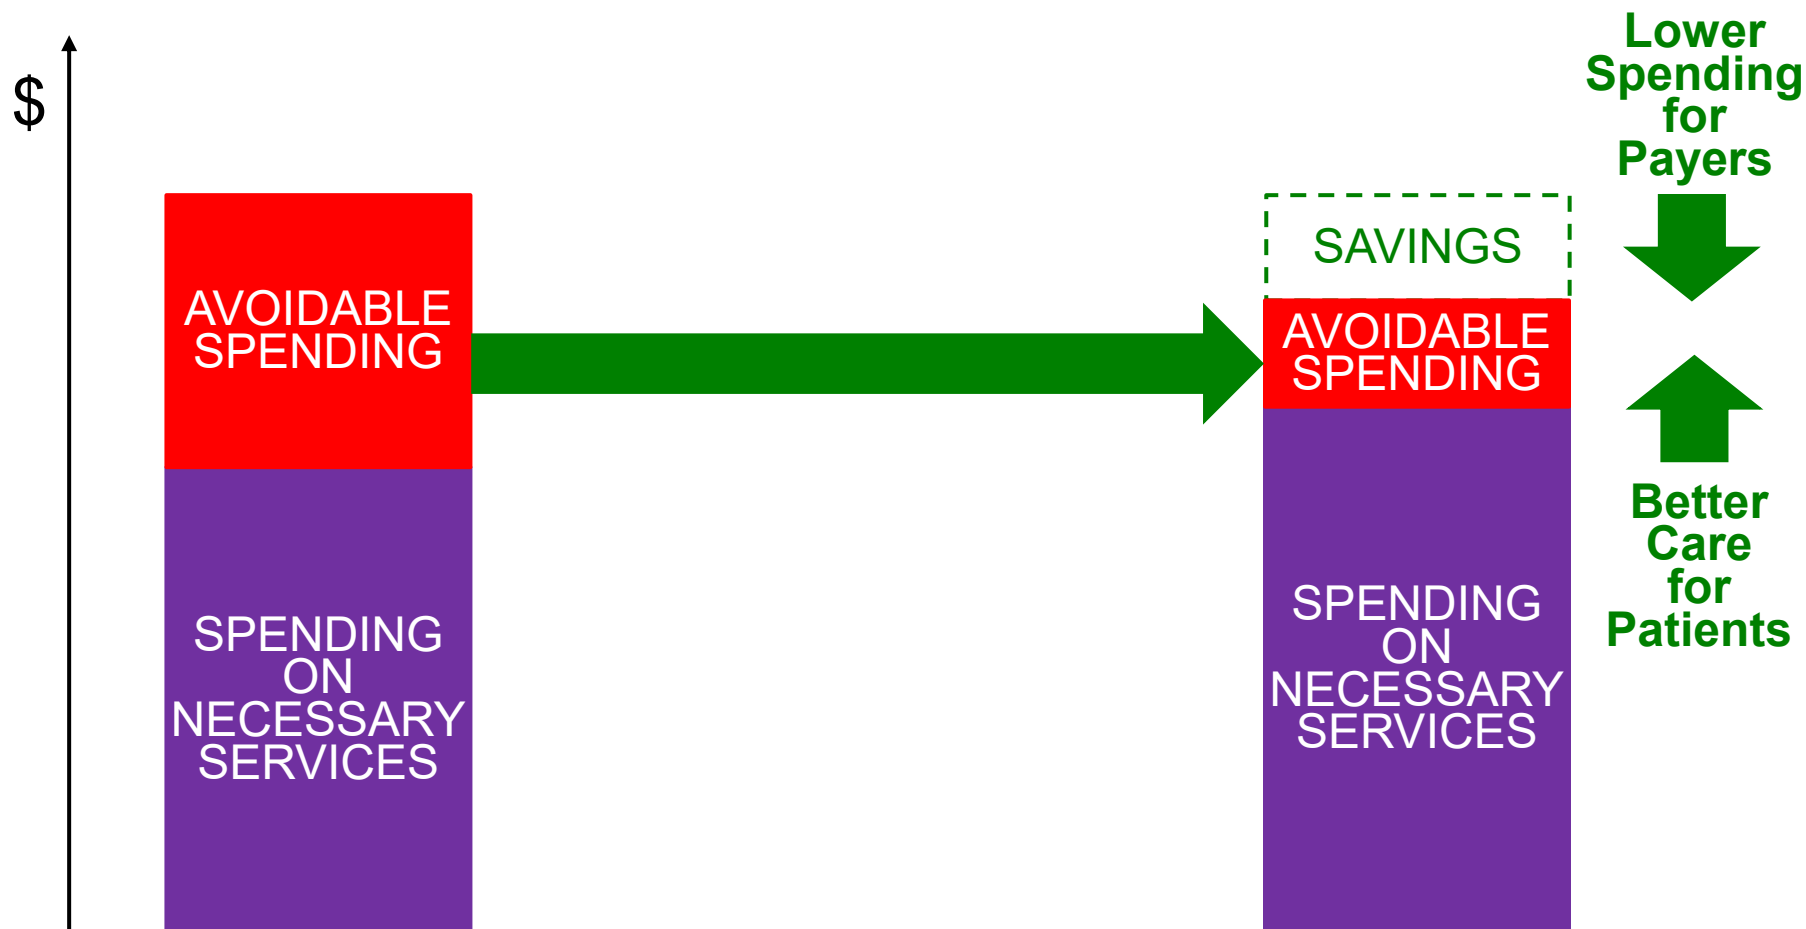 $
AVOIDABLE
SPENDING
SPENDING
ON
NECESSARY
SERVICES
SAVINGS
AVOIDABLE
SPENDING
SPENDING
ON
NECESSARY
SERVICES
Lower
Spending
for
Payers
Better
Care
for
Patients